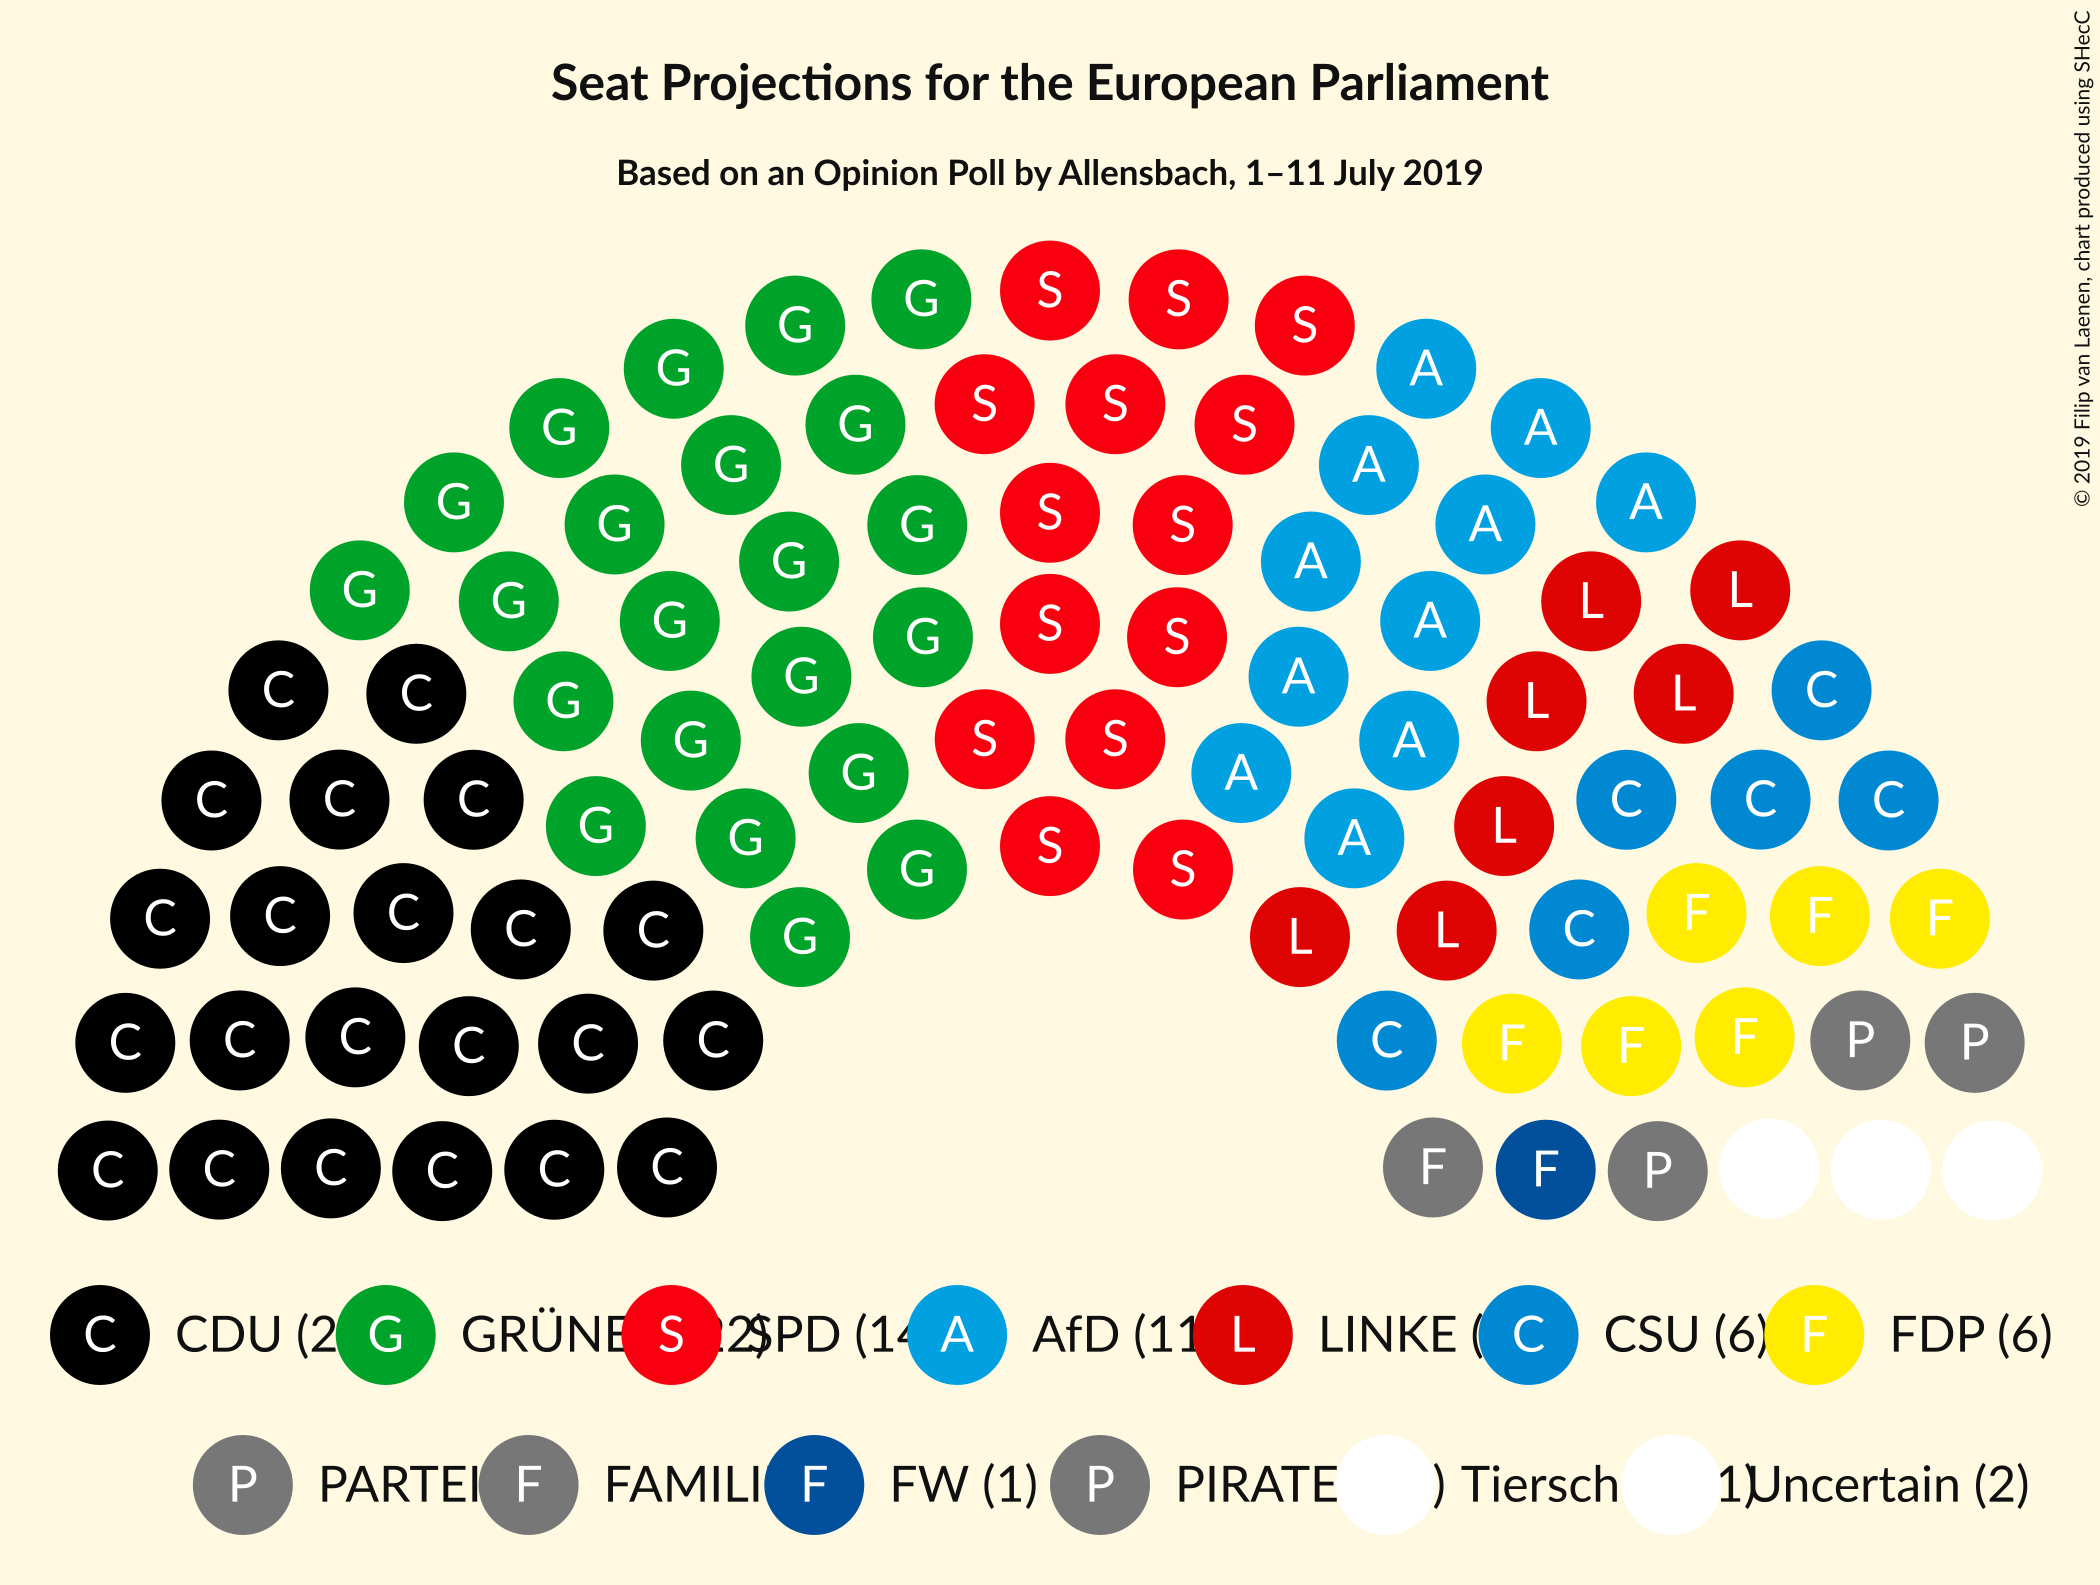 Seat Projections for the European Parliament
Based on an Opinion Poll by Allensbach, 1–11 July 2019
© 2019 Filip van Laenen, chart produced using SHecC
S
G S
G S
G A
S S
G S
G A
G A
G A
G A
S
G S
G A
G A
G L
G L
S
G S
G A
G A
C C G L L C
G S S A
G A
C C C G L C C C
S
G S
C C C C C G L L C F F F
C C C C C C C F F F P P
C C C C C C F F P
C CDU (2 G GRÜNE S 22) SPD (14 A AfD (11 L LINKE ( C CSU (6) F FDP (6)
P PARTEI F FAMILI F FW (1) P PIRATE ) Tiersch 1) Uncertain (2)